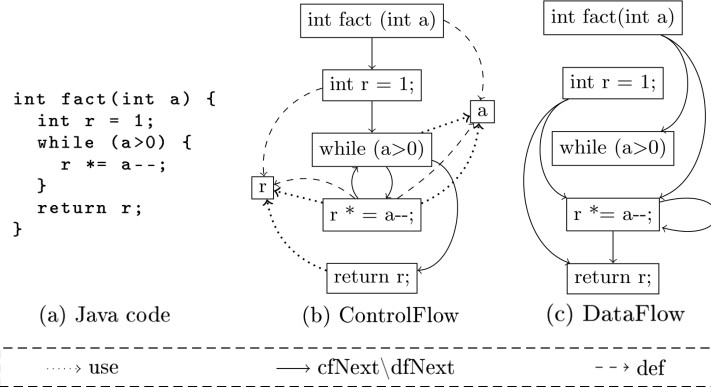 int fact(int a) {
int r = 1;
while (a>0) {
r *= a--;
}
return r;
}
(a) Java code
int fact (int a)
int r = 1;
a
while (a>0)
r
r * = a--;
return r;
(b) ControlFlow
int fact(int a)
int r = 1;
while (a>0)
r *= a--;
return r;
(c) DataFlow
use
cfNext\dfNext
def